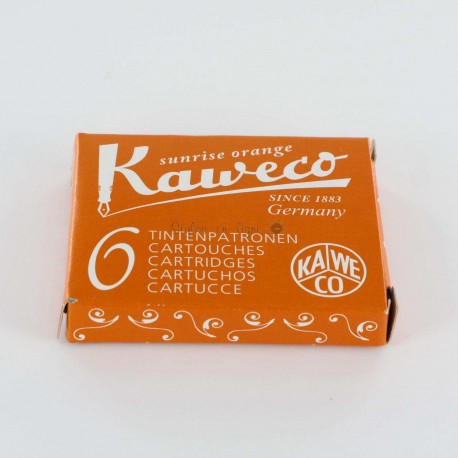 sunrise orange
Kaweco
SINCE 1883
Germany
6
TINTENPATRONEN
CARTOUCHES
CARTRIDGES
CARTUCHOS
CARTUCCE
KA WE
CO